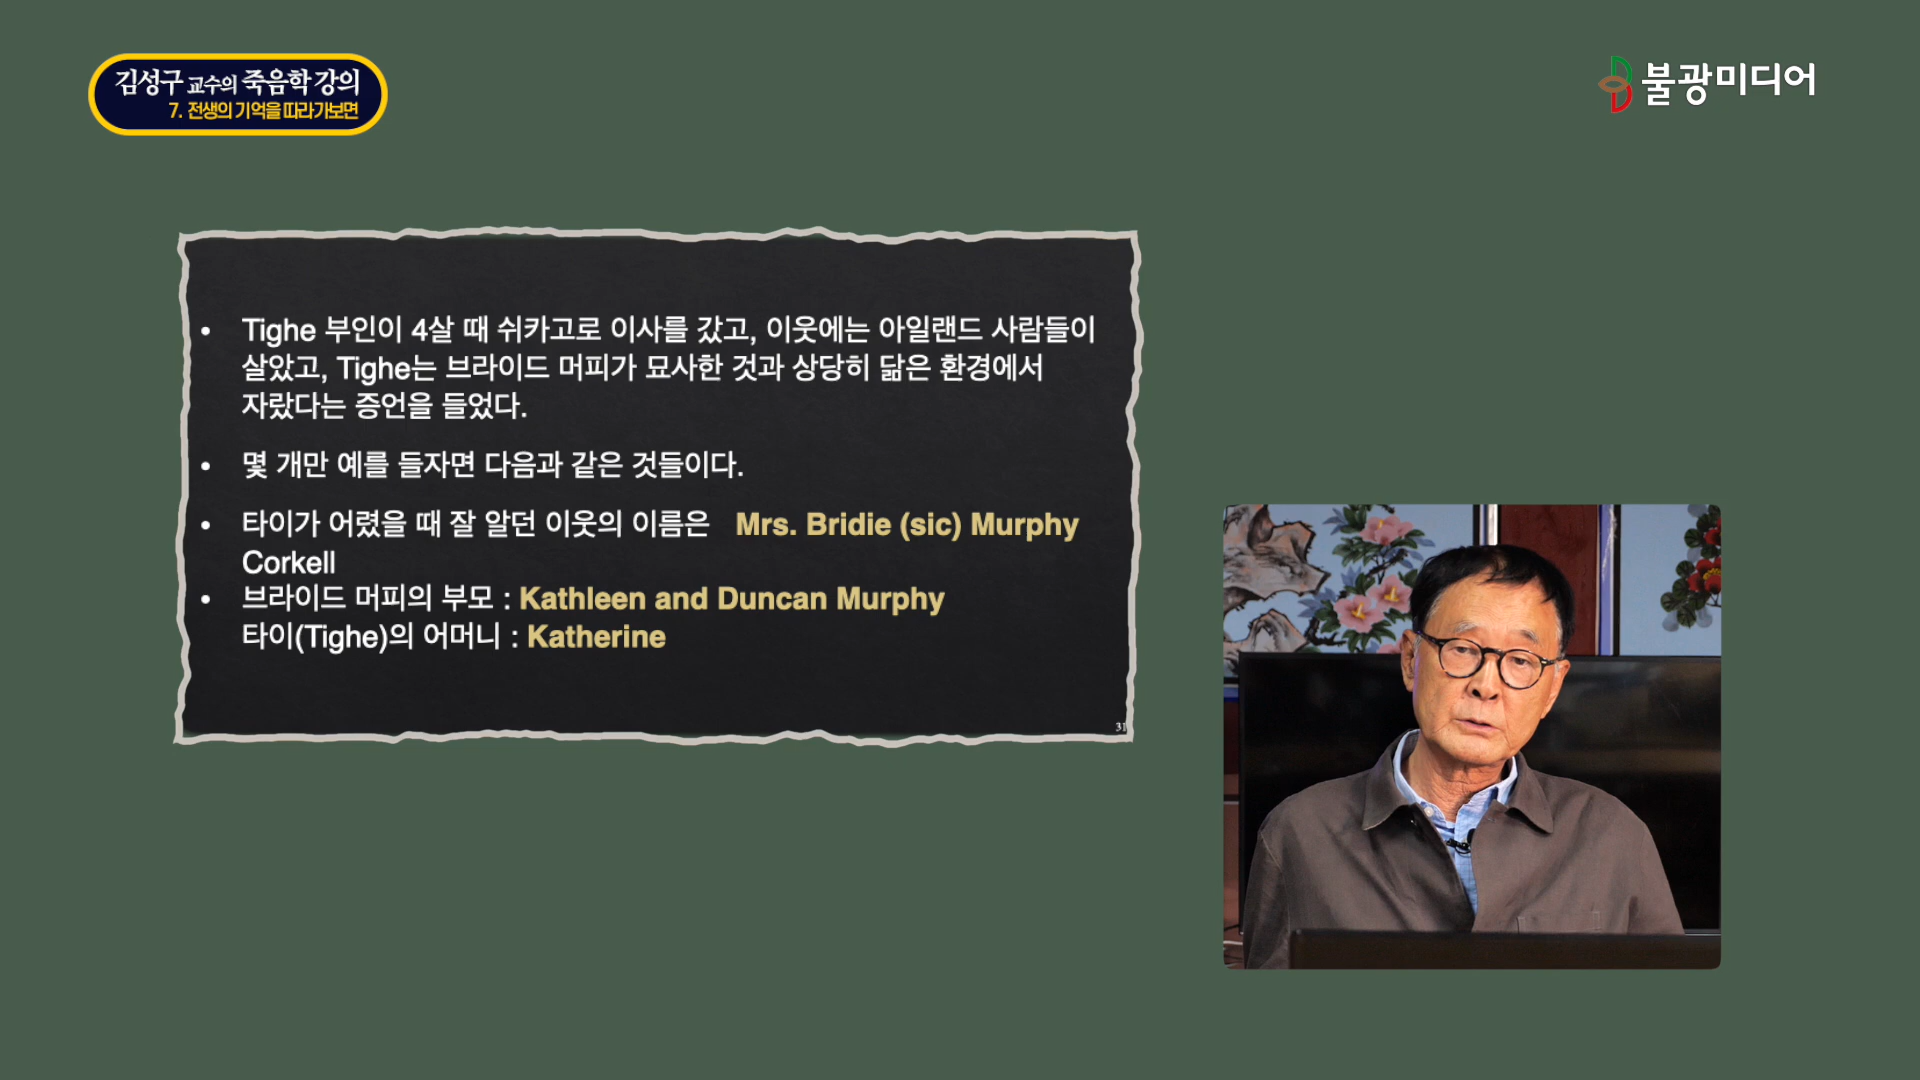 김성구 교수의 죽음학 강의
7. 전생의 기억을 따라가보면
불광미디어
• Tighe 부인이 4살 때 쉬카고로 이사를 갔고, 이웃에는 아일랜드 사람들이
살았고, Tighe는 브라이드 머피가 묘사한 것과 상당히 닮은 환경에서
자랐다는 증언을 들었다.
• 몇 개만 예를 들자면 다음과 같은 것들이다.
• 타이가 어렸을 때 잘 알던 이웃의 이름은 Mrs. Bridie (sic) Murphy
Corkell
• 브라이드 머피의 부모 : Kathleen and Duncan Murphy
타이(Tighe)의 어머니 : Katherine
31